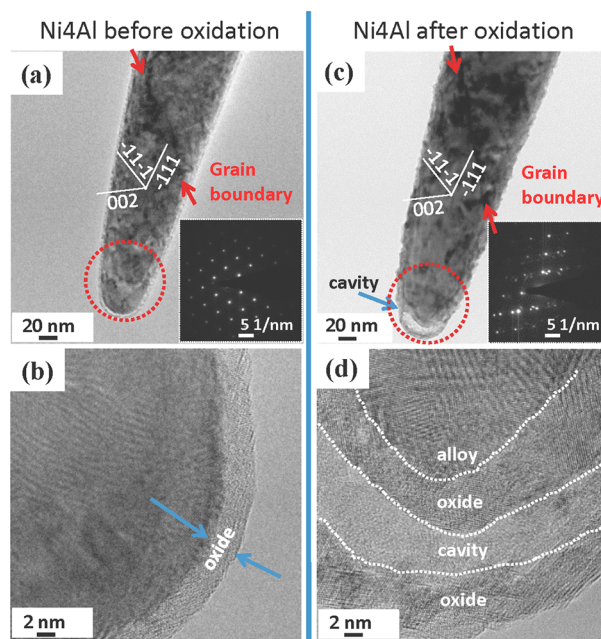 Ni4Al before oxidation
Ni4Al after oxidation
(a)
-11-1
-111
002
Grain
boundary
20 nm
5 1/nm
(c)
-11-1
-111
002
Grain
boundary
cavity
20 nm
5 1/nm
(b)
oxide
2 nm
(d)
alloy
oxide
cavity
oxide
2 nm